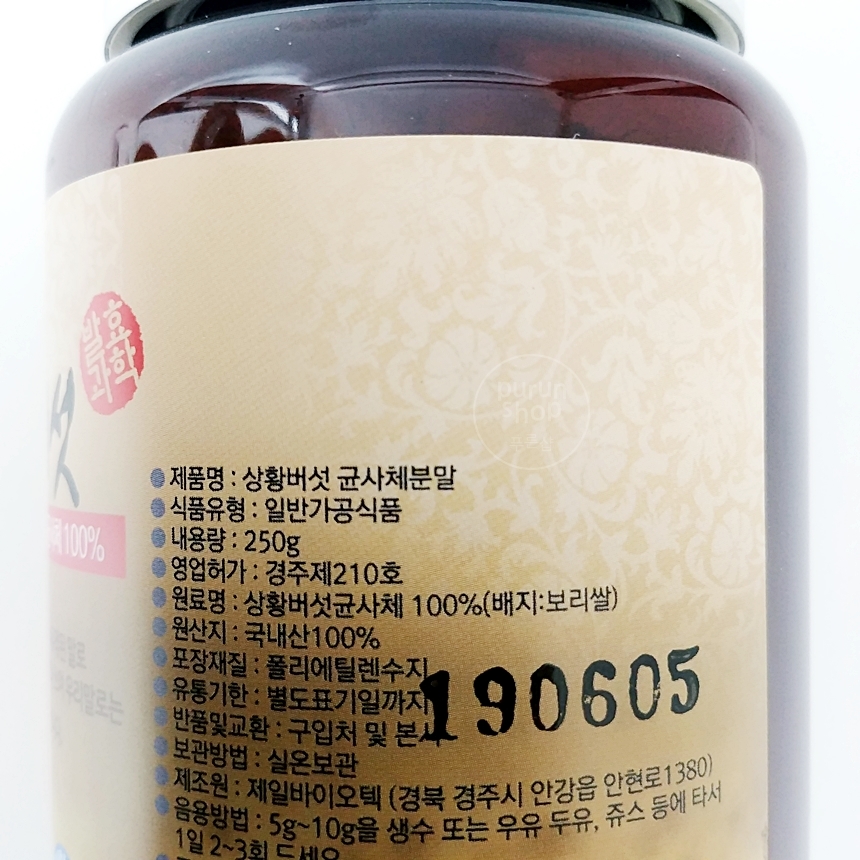 발효
과학
버섯
100%
purun
shop
푸른샵
제품명 : 상황버섯 균사체분말
식품유형 : 일반가공식품
내용량 : 250g
영업허가 : 경주제210호
원료명 : 상황버섯균사체 100%(배지:보리쌀)
원산지 : 국내산100%
포장재질 : 폴리에틸렌수지
유통기한 : 별도표기일까지
190605
반품및교환 : 구입처 및 본사
보관방법 : 실온보관
제조원 : 제일바이오텍 (경북 경주시 안강읍 안현로1380)
음용방법 : 5g~10g을 생수 또는 우유 두유, 쥬스 등에 타서
1일 2~3회 드세요